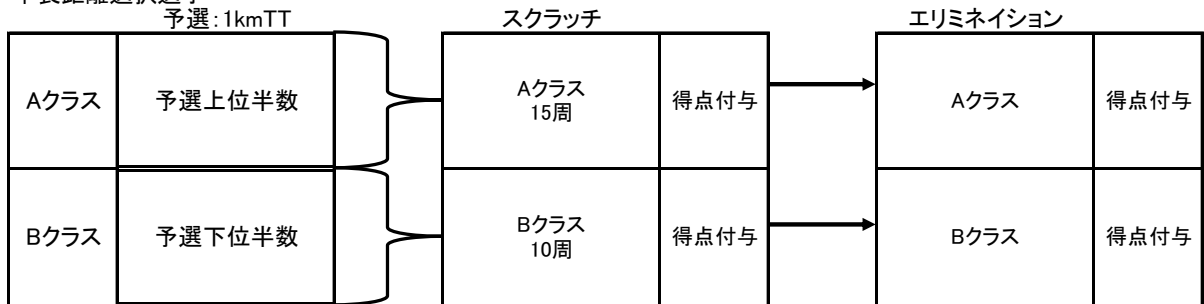 予選:1kmTT
スクラッチ
エリミネイション
Aクラス
予選上位半数
Aクラス
15周
得点付与
Aクラス
得点付与
Bクラス
予選下位半数
Bクラス
10周
得点付与
Bクラス
得点付与